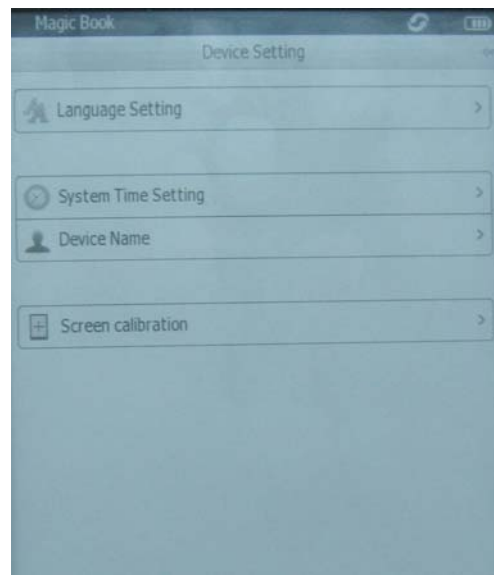 Magic Book
Device Setting
Language Setting
System Time Setting
Device Name
Screen calibration